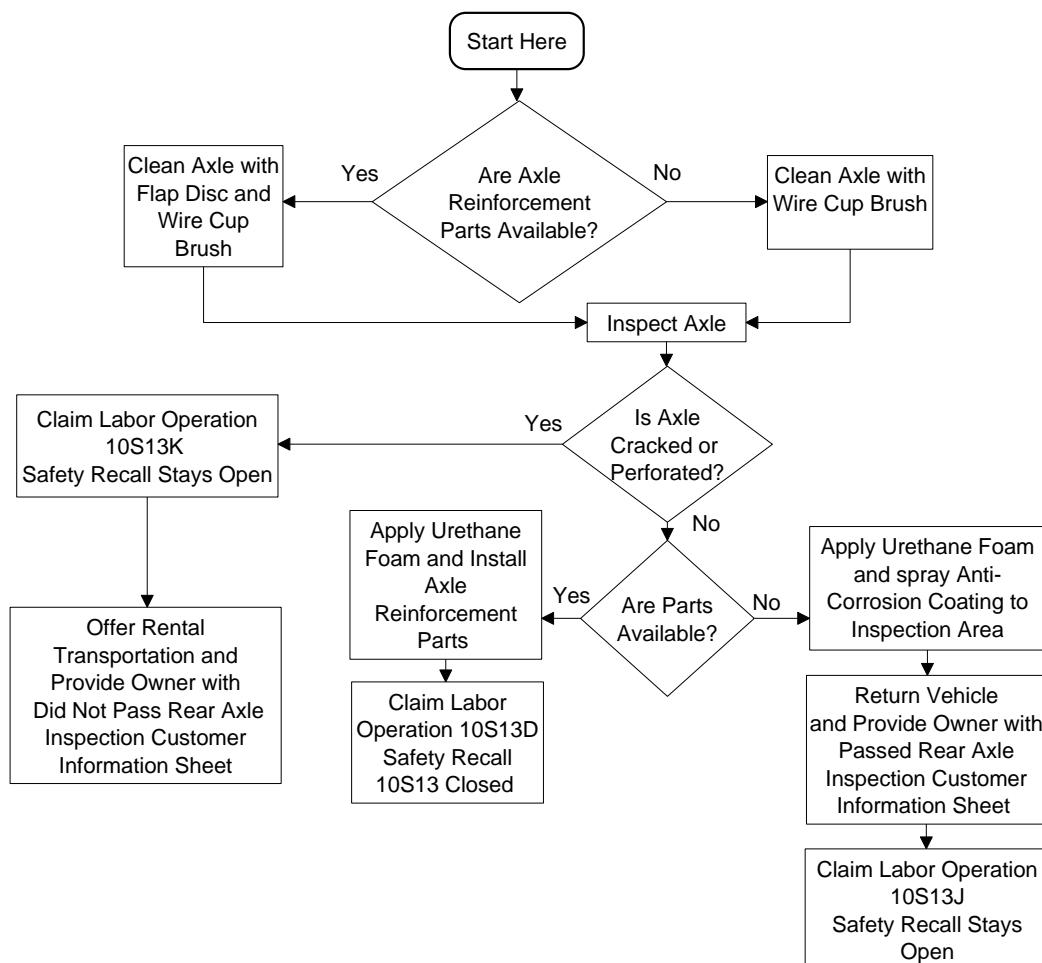 Start Here
Yes
No
Clean Axle with
Flap Disc and
Wire Cup
Brush
Are Axle
Reinforcement
Parts Available?
Clean Axle with
Wire Cup Brush
Inspect Axle
Yes
Is Axle
Cracked or
Perforated?
Claim Labor Operation
10S13K
Safety Recall Stays Open
No
Offer Rental
Transportation and
Provide Owner with
Did Not Pass Rear Axle
Inspection Customer
Information Sheet
Apply Urethane
Foam and Install
Axle
Reinforcement
Parts
Yes
Are Parts
Available?
No
Apply Urethane Foam
and spray Anti-
Corrosion Coating to
Inspection Area
Claim Labor
Operation 10S13D
Safety Recall
10S13 Closed
Return Vehicle
and Provide Owner with
Passed Rear Axle
Inspection Customer
Information Sheet
Claim Labor Operation
10S13J
Safety Recall Stays
Open